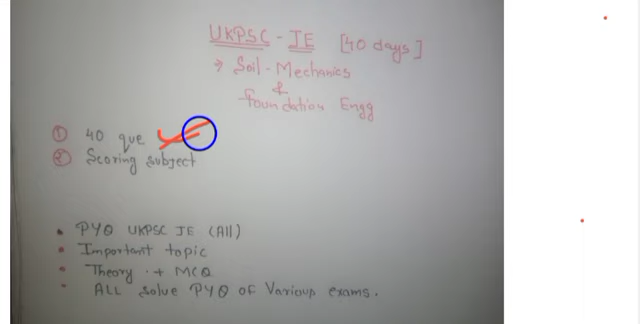 UKPSC - JE [40 days]
→ Soil-Mechanics
&
Foundation Engg
① 40 que
② Scoring subject
• PYQ UKPSC JE (All)
• Important topic
• Theory + MCQ
• ALL solve PYQ of Various exams.